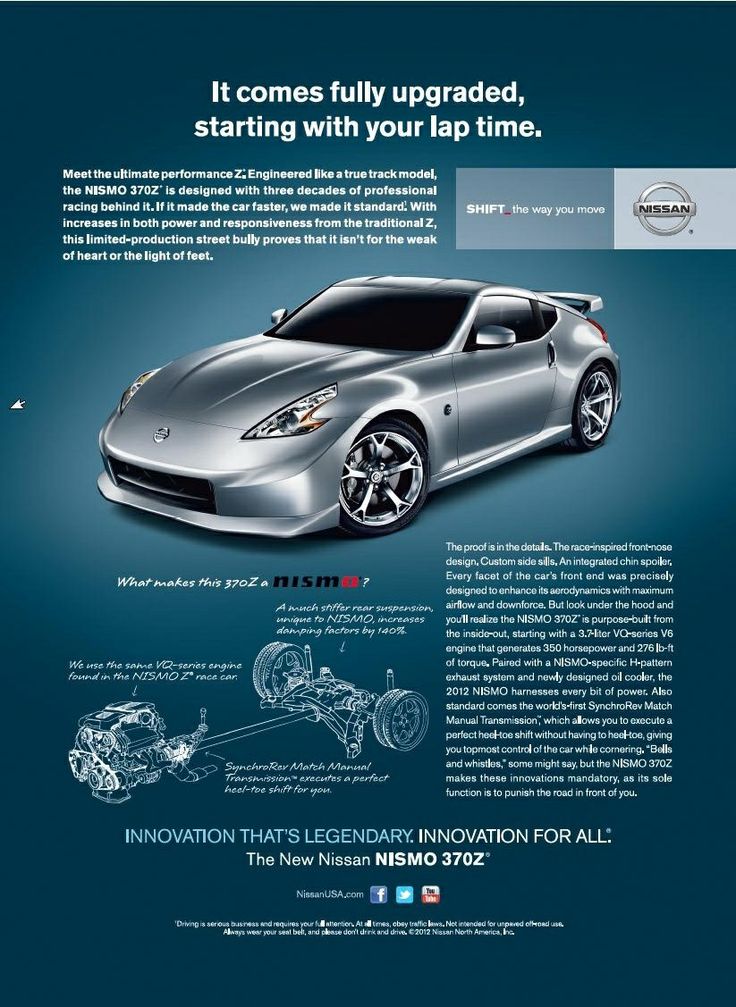 It comes fully upgraded,
starting with your lap time.
Meet the ultimate performance Z.® Engineered like a true track model,
the NISMO 370Z® is designed with three decades of professional
racing behind it. If it made the car faster, we made it standard.¹ With
increases in both power and responsiveness from the traditional Z,
this limited-production street bully proves that it isn't for the weak
of heart or the light of feet.
SHIFT_the way you move
NISSAN
The proof is in the details. The race-inspired front-nose
design. Custom side sills. An integrated chin spoiler.
Every facet of the car's front end was precisely
designed to enhance its aerodynamics with maximum
airflow and downforce. But look under the hood and
you'll realize the NISMO 370Z® is purpose-built from
the inside-out, starting with a 3.7-liter VQ-series V6
engine that generates 350 horsepower and 276 lb-ft
of torque. Paired with a NISMO-specific H-pattern
exhaust system and newly designed oil cooler, the
2012 NISMO harnesses every bit of power. Also
standard comes the world's-first SynchroRev Match
Manual Transmission™, which allows you to execute a
perfect heel-toe shift without having to heel-toe, giving
you topmost control of the car while cornering. "Bells
and whistles," some might say, but the NISMO 370Z
makes these innovations mandatory, as its sole
function is to punish the road in front of you.
What makes this 370Z a nismo?
A much stiffer rear suspension,
unique to NISMO, increases
damping factors by 140%.
We use the same VQ-series engine
found in the NISMO Z® race car.
SynchroRev Match Manual
Transmission™ executes a perfect
heel-toe shift for you.
INNOVATION THAT'S LEGENDARY. INNOVATION FOR ALL.®
The New Nissan NISMO 370Z®
NissanUSA.com f You Tube
¹Driving is serious business and requires your full attention. At all times, obey traffic laws. Not intended for unpaved off-road use.
Always wear your seat belt, and please don't drink and drive. ©2012 Nissan North America, Inc.